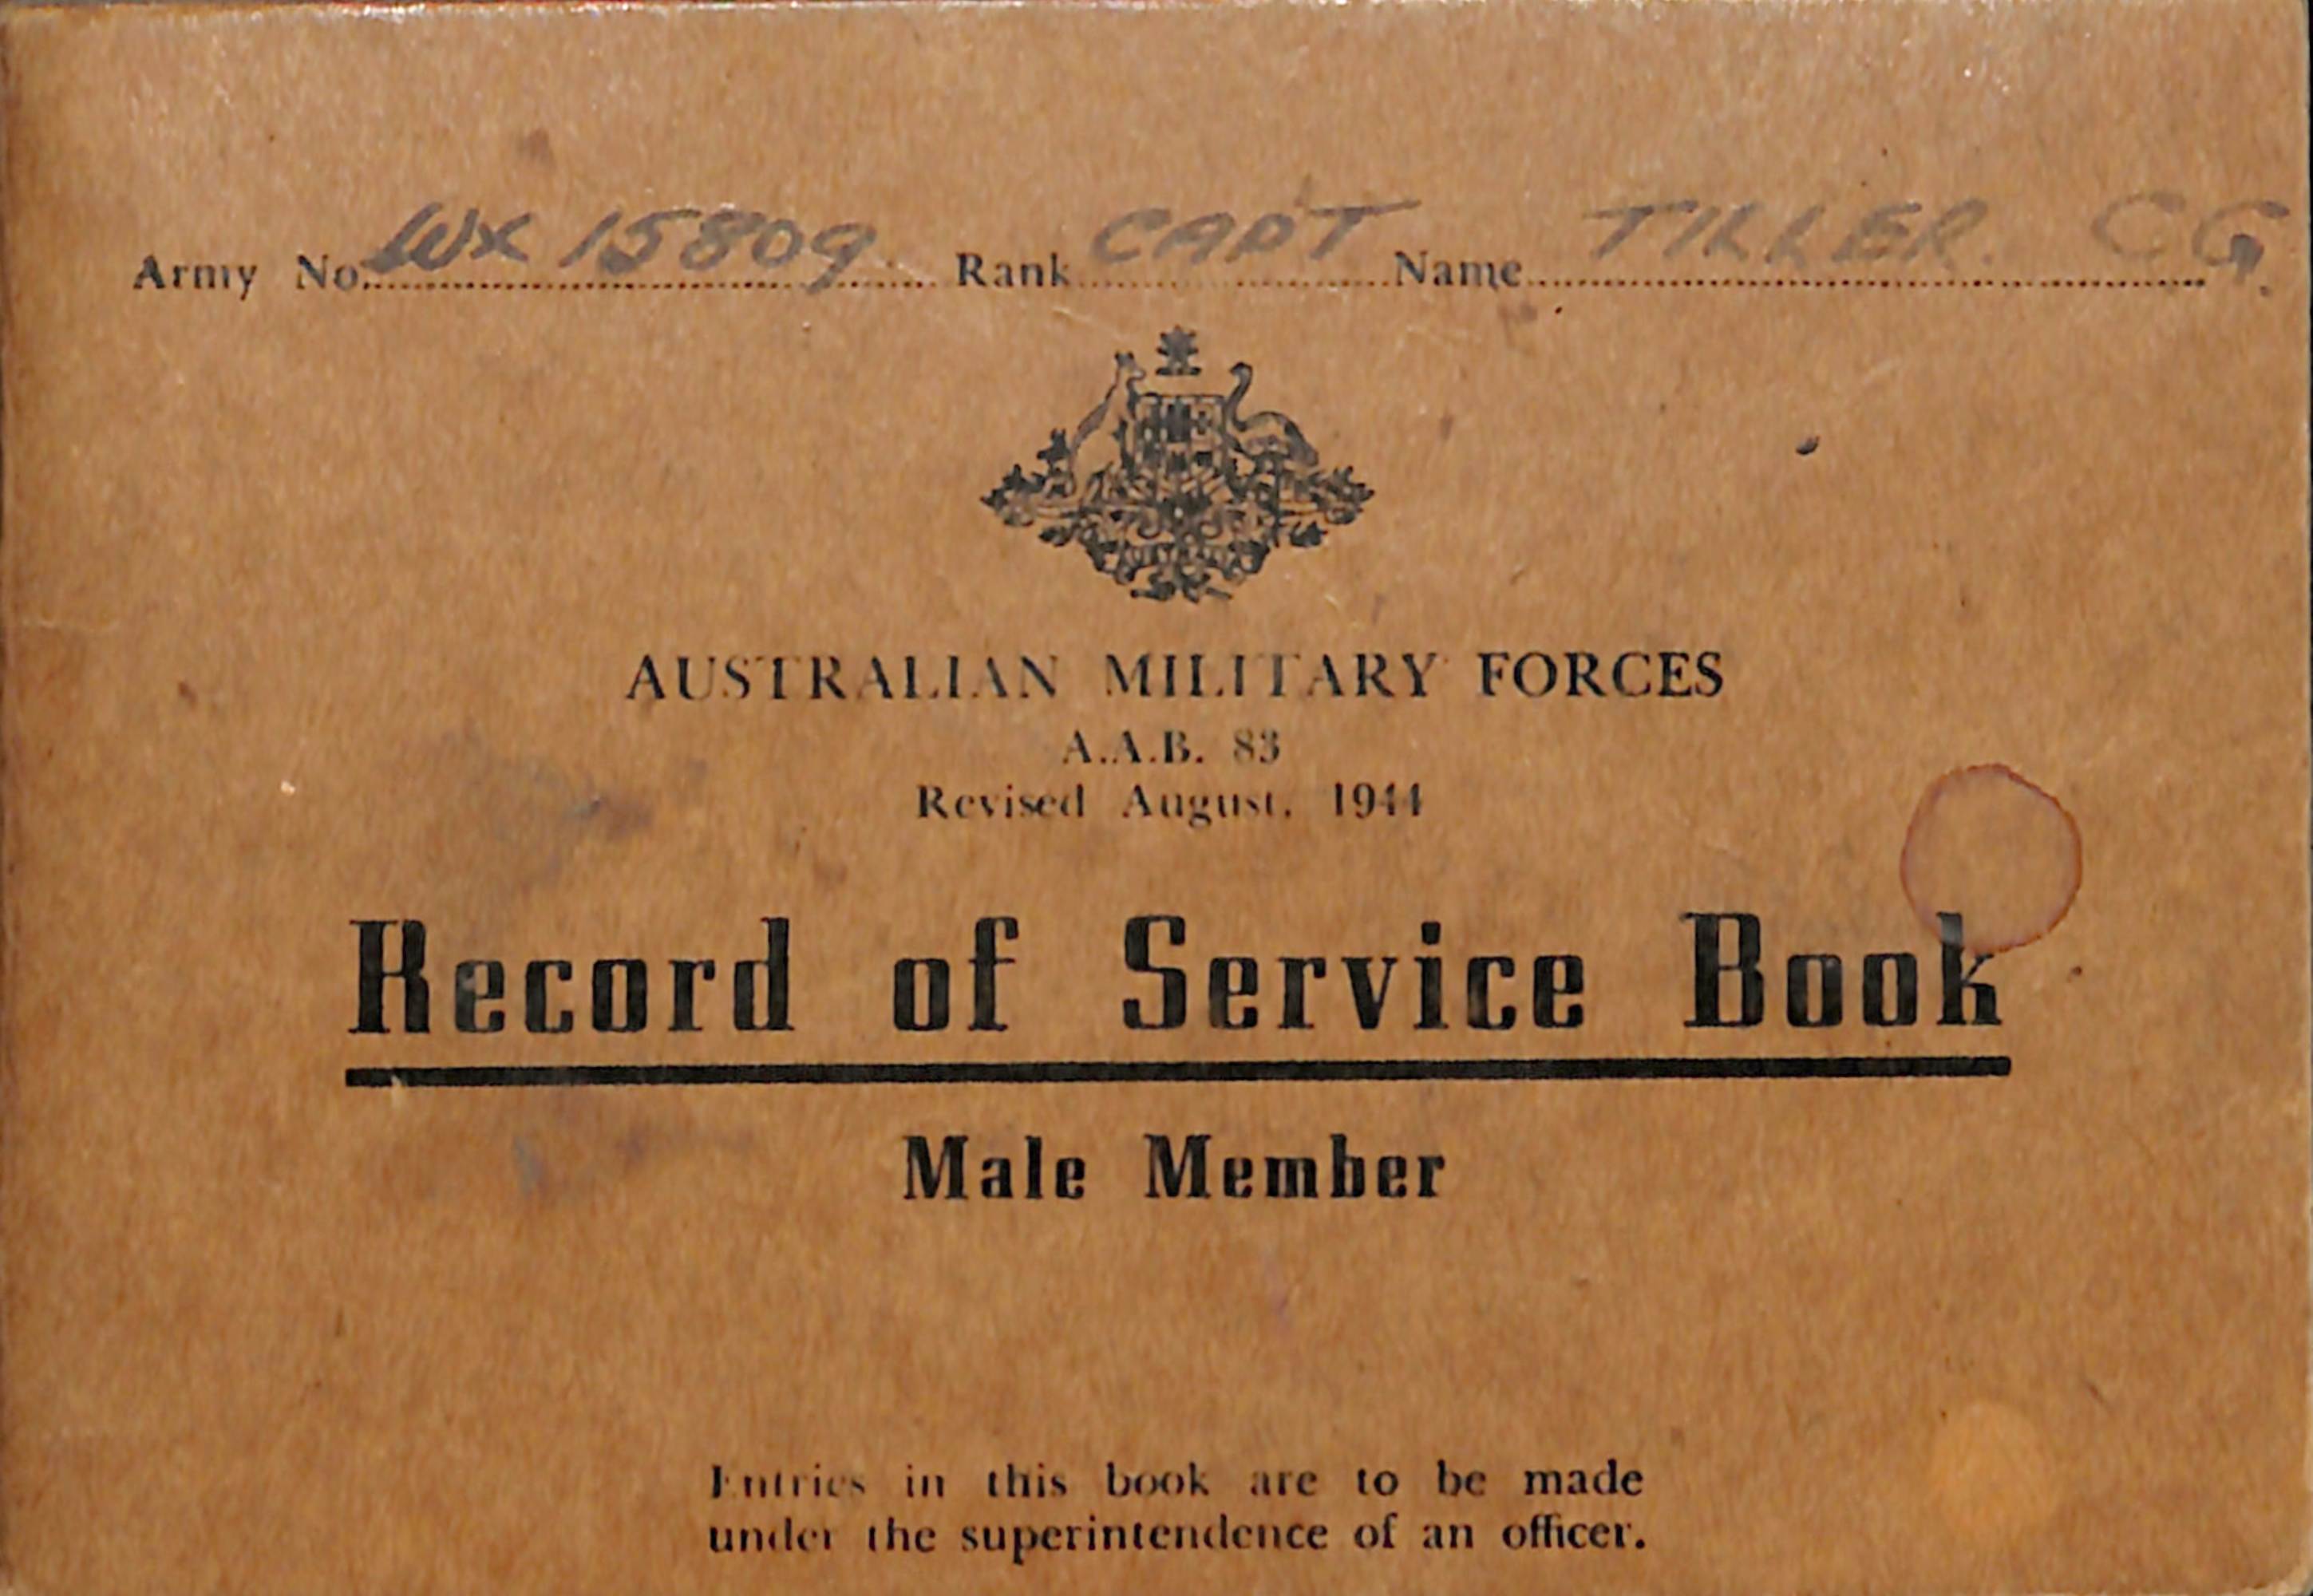 Army No. WX 15809 Rank CAPT Name TILLER. CG.
AUSTRALIAN MILITARY FORCES
A.A.B. 83
Revised August, 1944
Record of Service Book
Male Member
Entries in this book are to be made
under the superintendence of an officer.